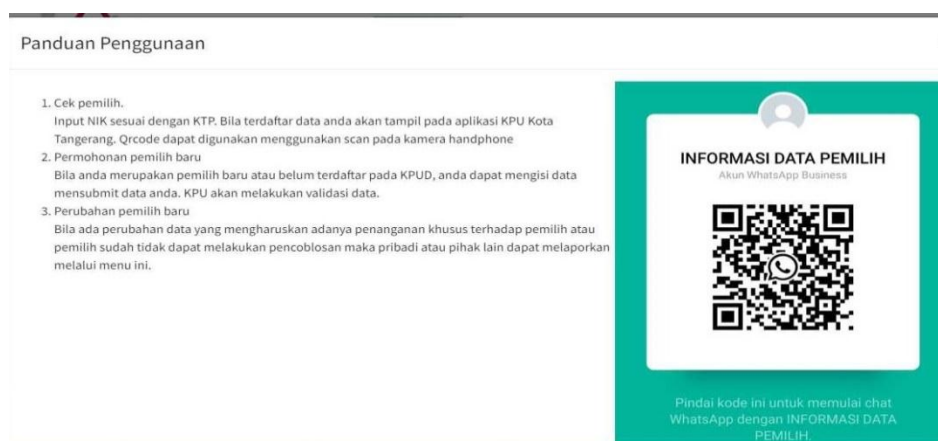 Panduan Penggunaan
1. Cek pemilih.
Input NIK sesuai dengan KTP. Bila terdaftar data anda akan tampil pada aplikasi KPU Kota
Tangerang. Qrcode dapat digunakan menggunakan scan pada kamera handphone
2. Permohonan pemilih baru
Bila anda merupakan pemilih baru atau belum terdaftar pada KPUD, anda dapat mengisi data
mensubmit data anda. KPU akan melakukan validasi data.
3. Perubahan pemilih baru
Bila ada perubahan data yang mengharuskan adanya penanganan khusus terhadap pemilih atau
pemilih sudah tidak dapat melakukan pencoblosan maka pribadi atau pihak lain dapat melaporkan
melalui menu ini.
INFORMASI DATA PEMILIH
Akun WhatsApp Business
Pindai kode ini untuk memulai chat
WhatsApp dengan INFORMASI DATA
PEMILIH.